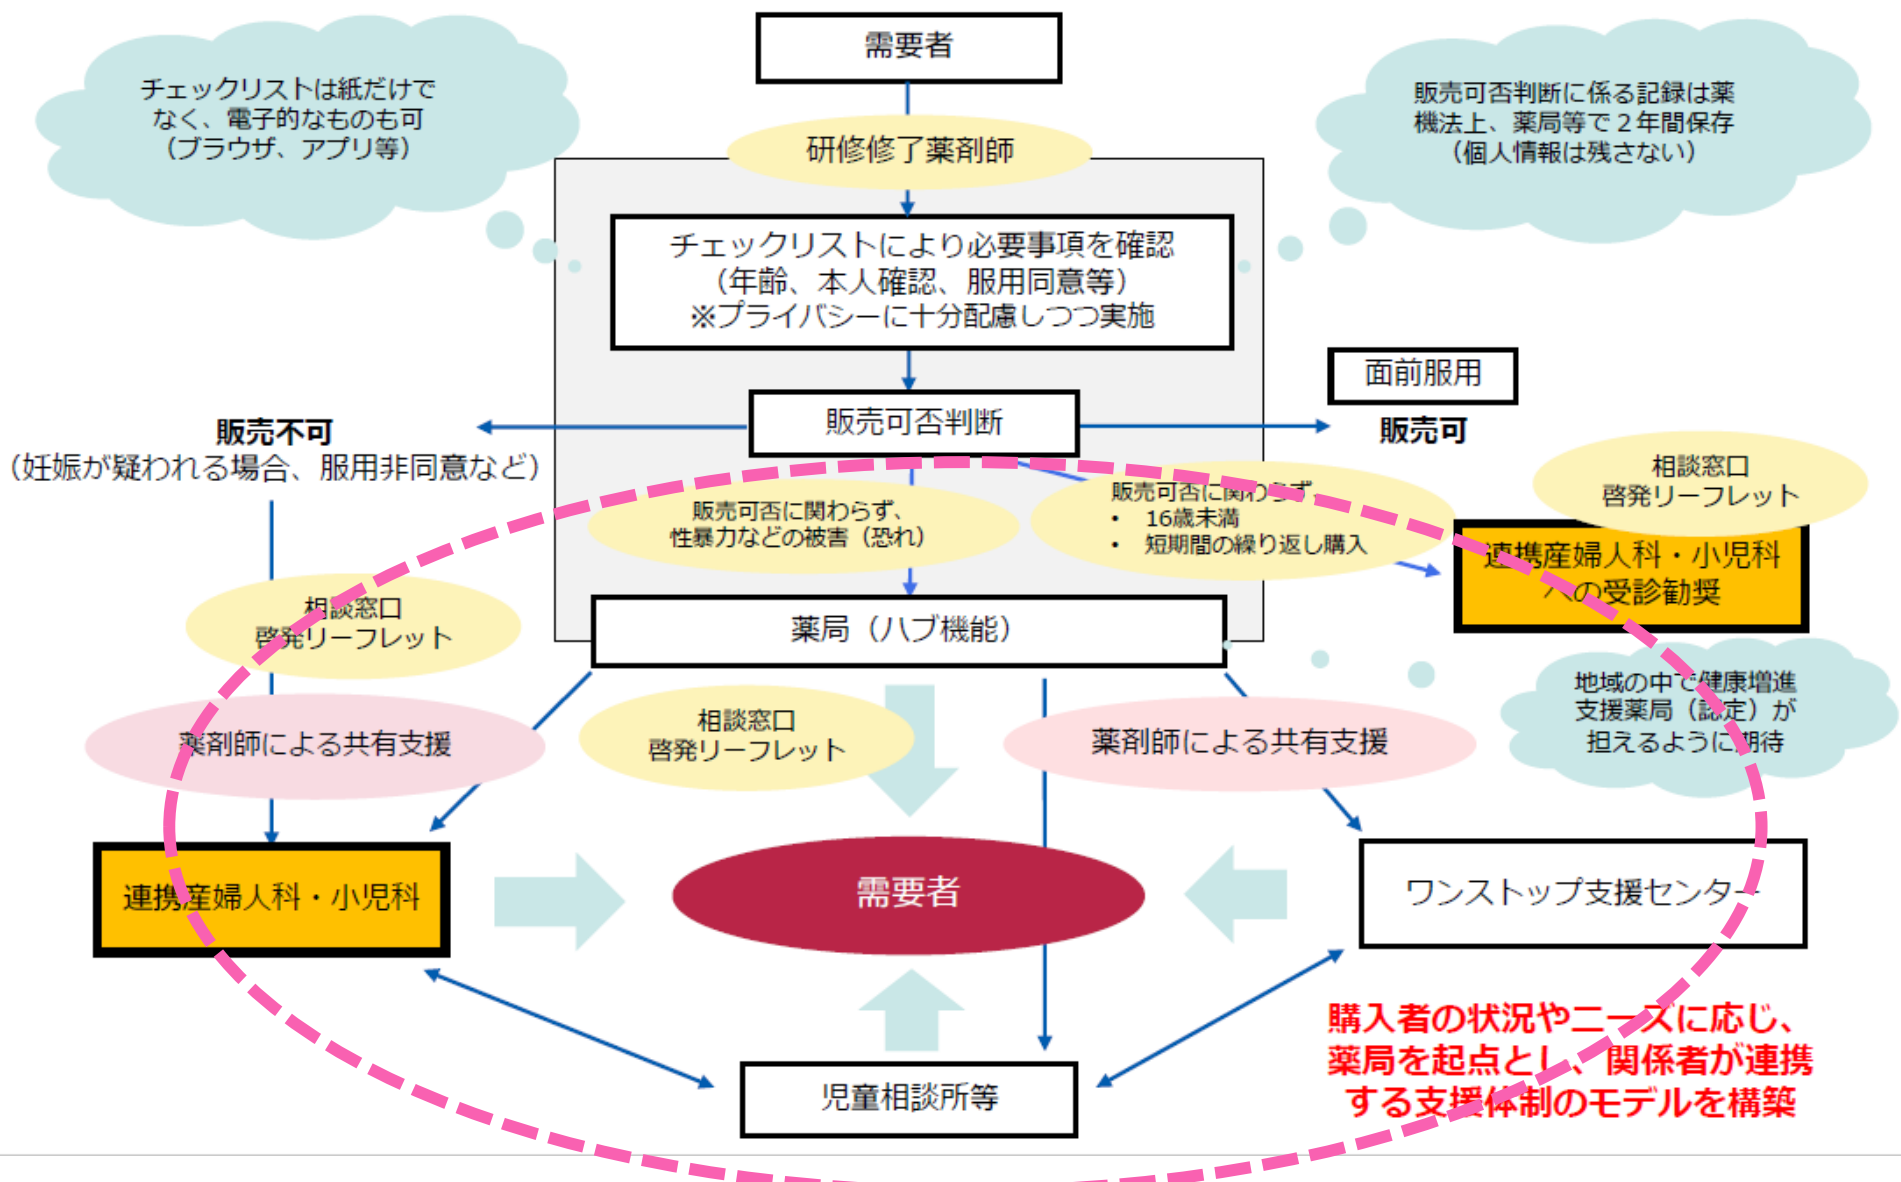 需要者
チェックリストは紙だけで
なく、電子的なものも可
（ブラウザ、アプリ等）
販売可否判断に係る記録は薬
機法上、薬局等で２年間保存
（個人情報は残さない）
研修修了薬剤師
チェックリストにより必要事項を確認
（年齢、本人確認、服用同意等）
※プライバシーに十分配慮しつつ実施
面前服用
販売可否判断
販売不可
（妊娠が疑われる場合、服用非同意など）
販売可
相談窓口
啓発リーフレット
販売可否に関わらず、
性暴力などの被害（恐れ）
販売可否に関わらず、
• 16歳未満
• 短期間の繰り返し購入
連携産婦人科・小児科
への受診勧奨
相談窓口
啓発リーフレット
薬局（ハブ機能）
地域の中で健康増進
支援薬局（認定）が
担えるように期待
薬剤師による共有支援
相談窓口
啓発リーフレット
薬剤師による共有支援
連携産婦人科・小児科
需要者
ワンストップ支援センター
購入者の状況やニーズに応じ、
薬局を起点とし、関係者が連携
する支援体制のモデルを構築
児童相談所等